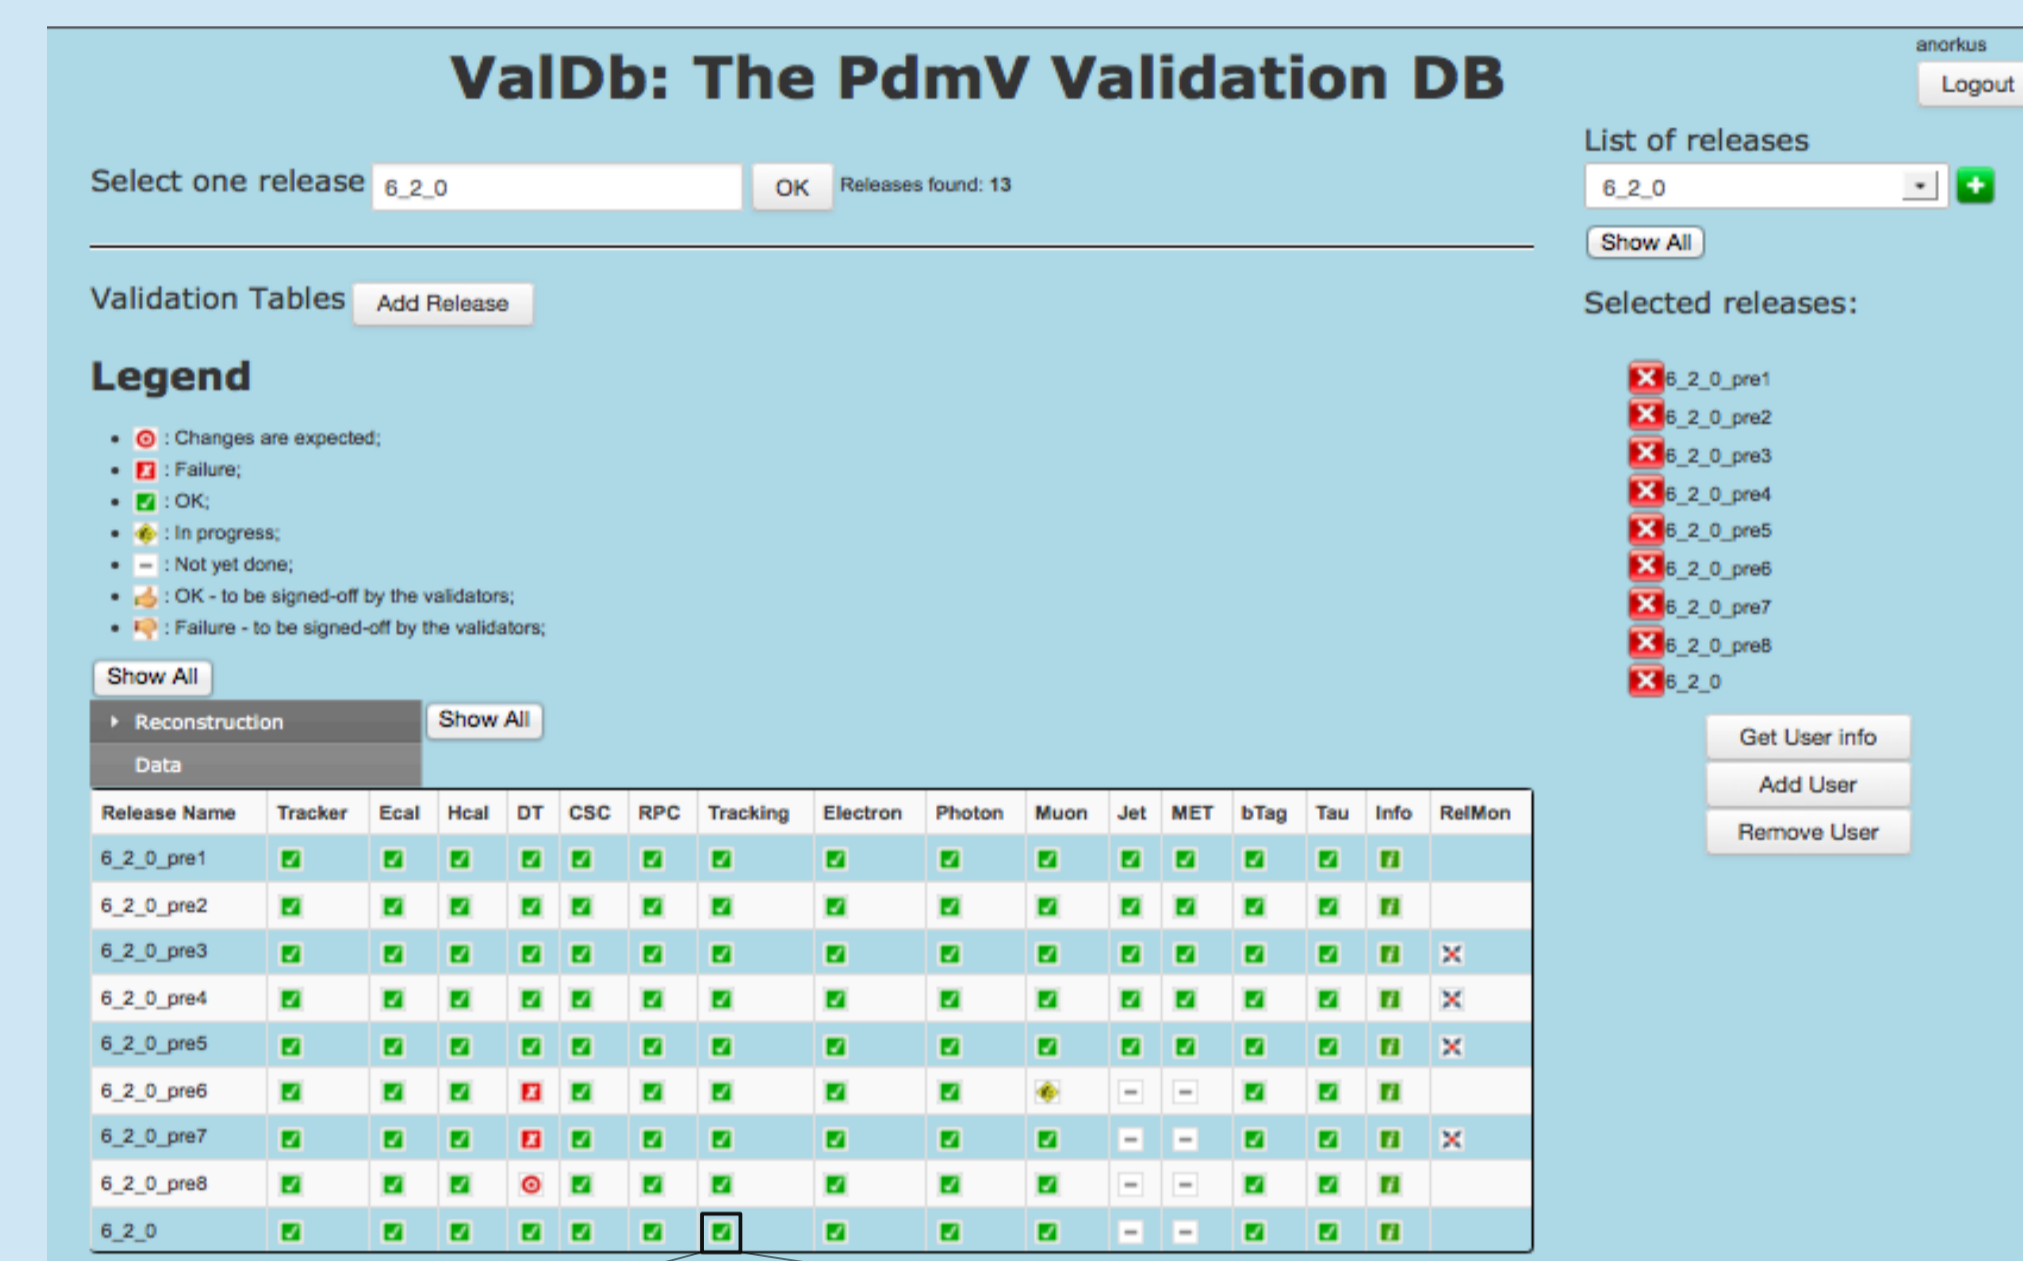 ValDb: The PdmV Validation DB
anorkus
Logout
Select one release 6_2_0 OK Releases found: 13
List of releases
6_2_0
Show All
Validation Tables Add Release
Selected releases:
Legend
: Changes are expected;
: Failure;
: OK;
: In progress;
: Not yet done;
: OK - to be signed-off by the validators;
: Failure - to be signed-off by the validators;
6_2_0_pre1
6_2_0_pre2
6_2_0_pre3
6_2_0_pre4
6_2_0_pre5
6_2_0_pre6
6_2_0_pre7
6_2_0_pre8
6_2_0
Get User info
Add User
Remove User
Show All
Reconstruction Show All
Data
Release Name Tracker Ecal Hcal DT CSC RPC Tracking Electron Photon Muon Jet MET bTag Tau Info RelMon
6_2_0_pre1
6_2_0_pre2
6_2_0_pre3
6_2_0_pre4
6_2_0_pre5
6_2_0_pre6
6_2_0_pre7
6_2_0_pre8
6_2_0